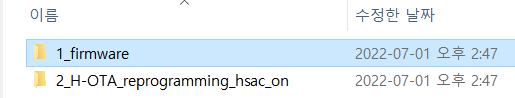 이름 수정한 날짜
1_firmware 2022-07-01 오후 2:47
2_H-OTA_reprogramming_hsac_on 2022-07-01 오후 2:47